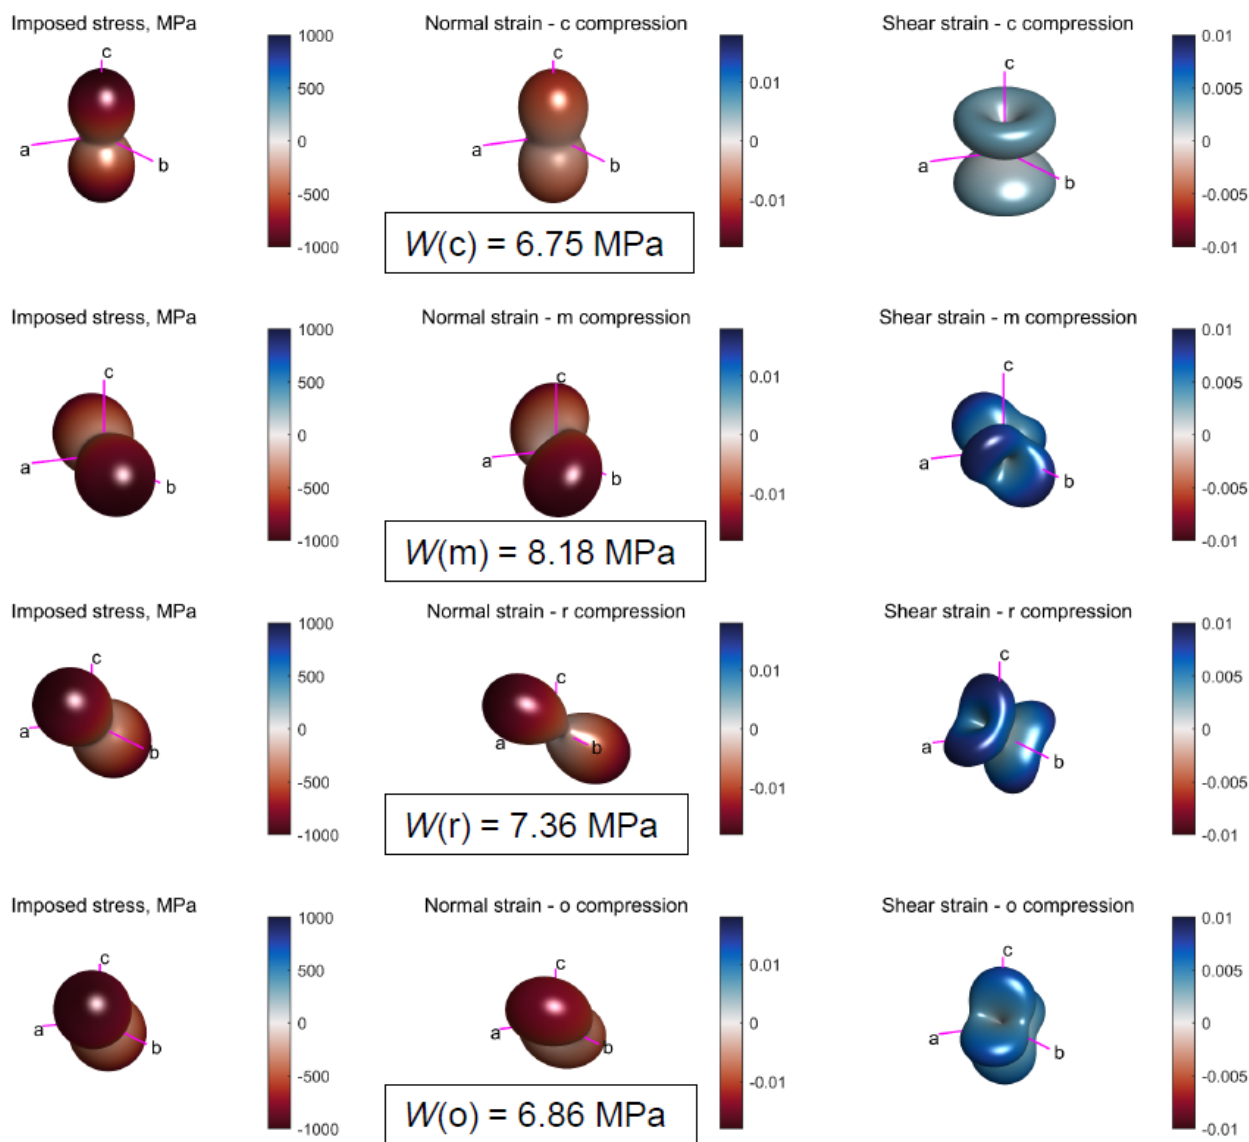 Imposed stress, MPa
1000
500
0
-500
-1000
c
a
b
Normal strain - c compression
0.01
0
-0.01
c
a
b
Shear strain - c compression
0.01
0.005
0
-0.005
-0.01
c
a
b
W(c) = 6.75 MPa
Imposed stress, MPa
1000
500
0
-500
-1000
c
a
b
Normal strain - m compression
0.01
0
-0.01
c
a
b
Shear strain - m compression
0.01
0.005
0
-0.005
-0.01
c
a
b
W(m) = 8.18 MPa
Imposed stress, MPa
1000
500
0
-500
-1000
c
a
b
Normal strain - r compression
0.01
0
-0.01
c
a
b
Shear strain - r compression
0.01
0.005
0
-0.005
-0.01
c
a
b
W(r) = 7.36 MPa
Imposed stress, MPa
1000
500
0
-500
-1000
c
a
b
Normal strain - o compression
0.01
0
-0.01
c
a
b
Shear strain - o compression
0.01
0.005
0
-0.005
-0.01
c
a
b
W(o) = 6.86 MPa